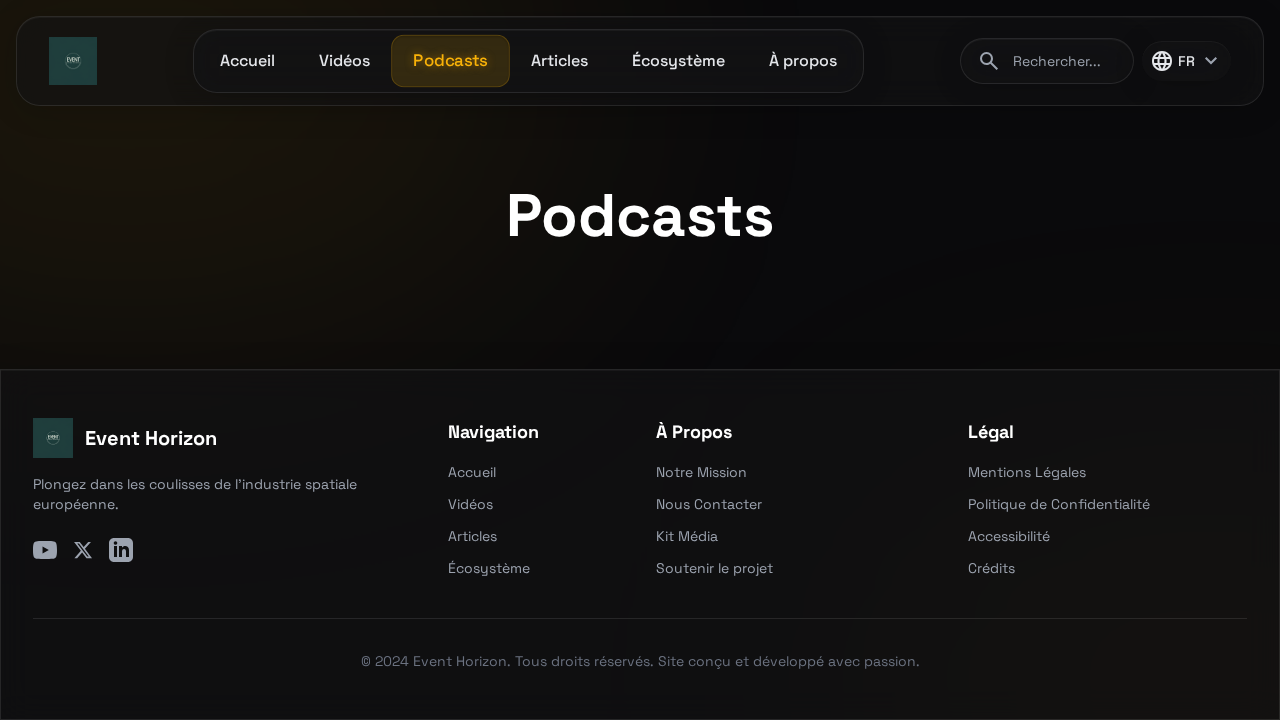 EVENT
Accueil
Vidéos
Podcasts
Articles
Écosystème
À propos
Rechercher...
FR
Podcasts
EVENT
Event Horizon
Plongez dans les coulisses de l'industrie spatiale
européenne.
Navigation
Accueil
Vidéos
Articles
Écosystème
À Propos
Notre Mission
Nous Contacter
Kit Média
Soutenir le projet
Légal
Mentions Légales
Politique de Confidentialité
Accessibilité
Crédits
© 2024 Event Horizon. Tous droits réservés. Site conçu et développé avec passion.